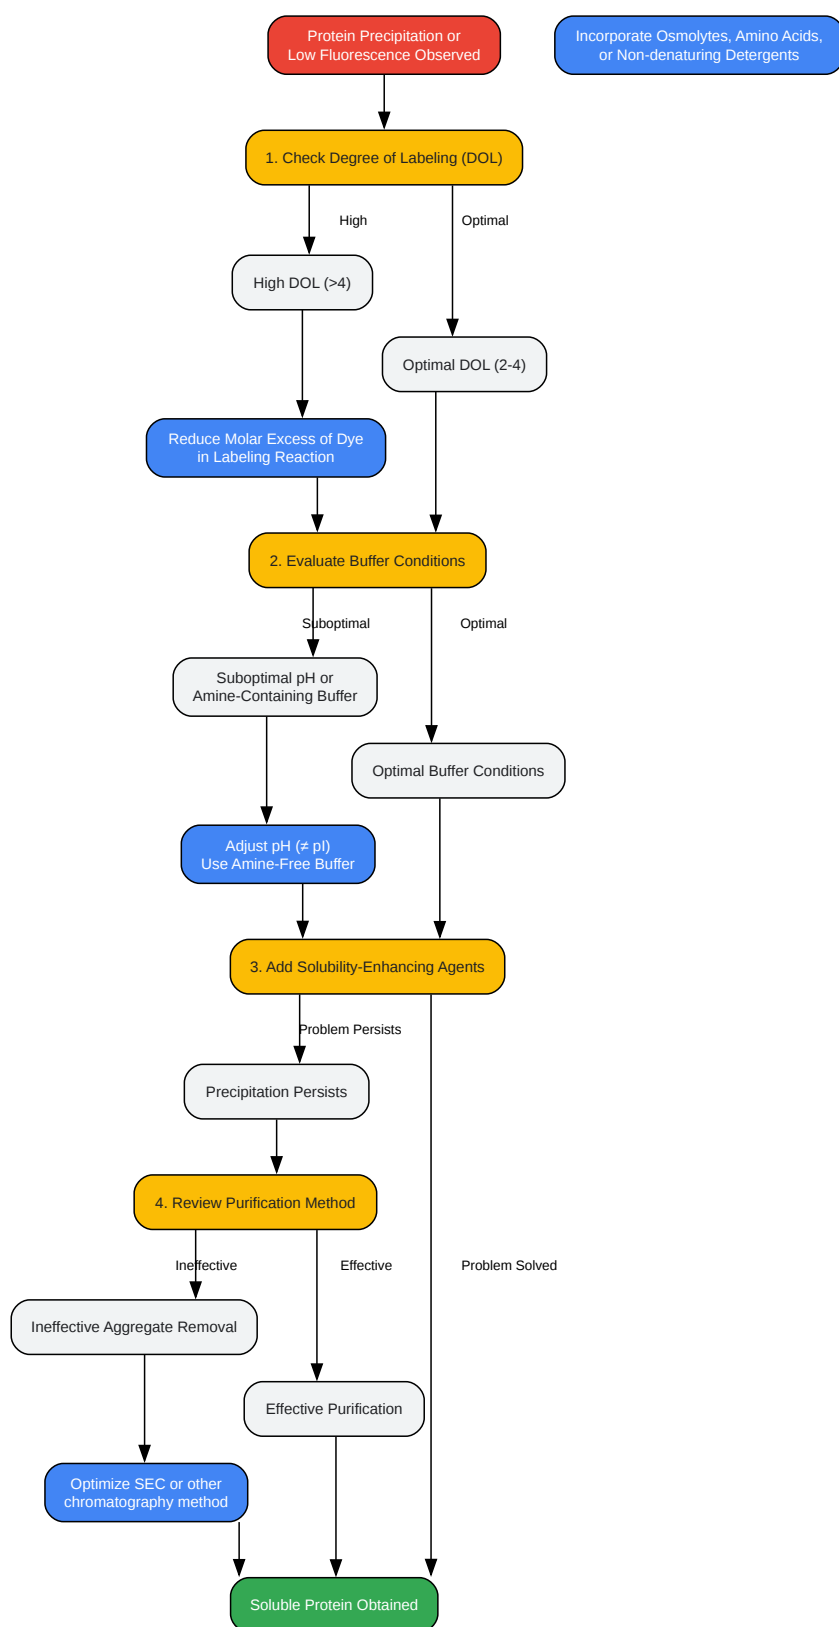 Protein Precipitation or
Low Fluorescence Observed
Incorporate Osmolytes, Amino Acids,
or Non-denaturing Detergents
1. Check Degree of Labeling (DOL)
High
Optimal
High DOL (>4)
Optimal DOL (2-4)
Reduce Molar Excess of Dye
in Labeling Reaction
2. Evaluate Buffer Conditions
Suboptimal
Optimal
Suboptimal pH or
Amine-Containing Buffer
Optimal Buffer Conditions
Adjust pH (≠ pI)
Use Amine-Free Buffer
3. Add Solubility-Enhancing Agents
Problem Persists
Precipitation Persists
4. Review Purification Method
Ineffective
Effective
Problem Solved
Ineffective Aggregate Removal
Effective Purification
Optimize SEC or other
chromatography method
Soluble Protein Obtained